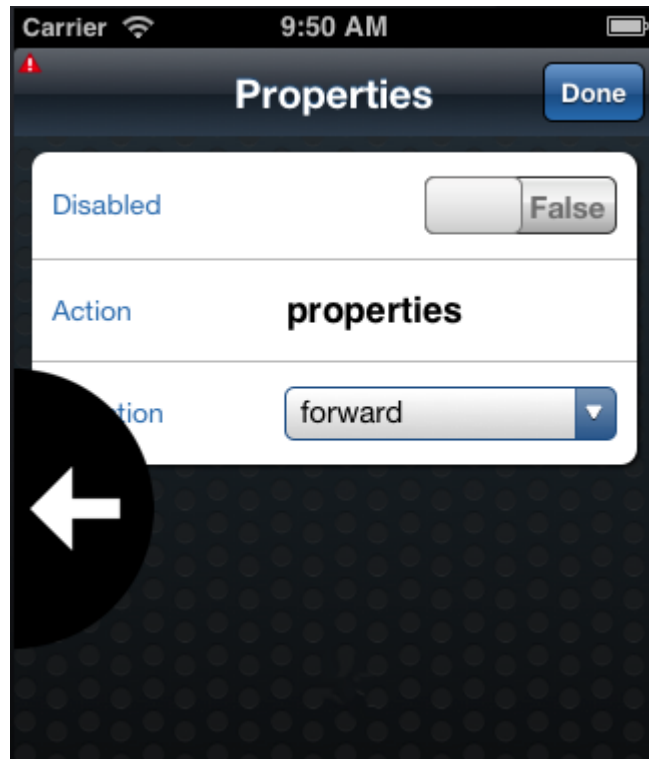 Carrier 9:50 AM
Properties Done
Disabled False
Action properties
forward